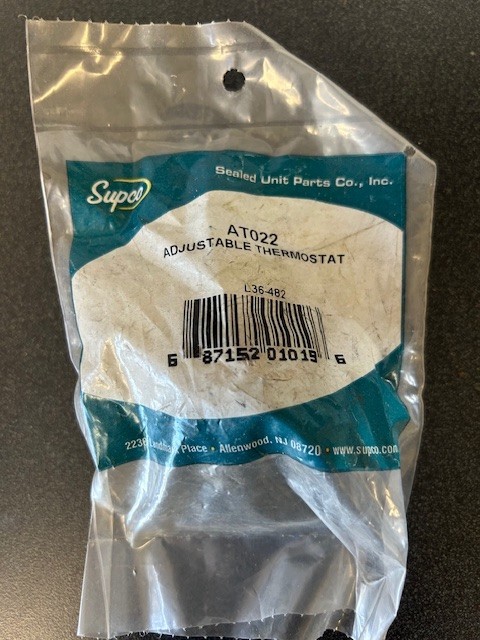 Supco
Sealed Unit Parts Co., Inc.
AT022
ADJUSTABLE THERMOSTAT
L36-482
6 87152 01019 6
Place • Allenwood, NJ 08720 • www.supco.com